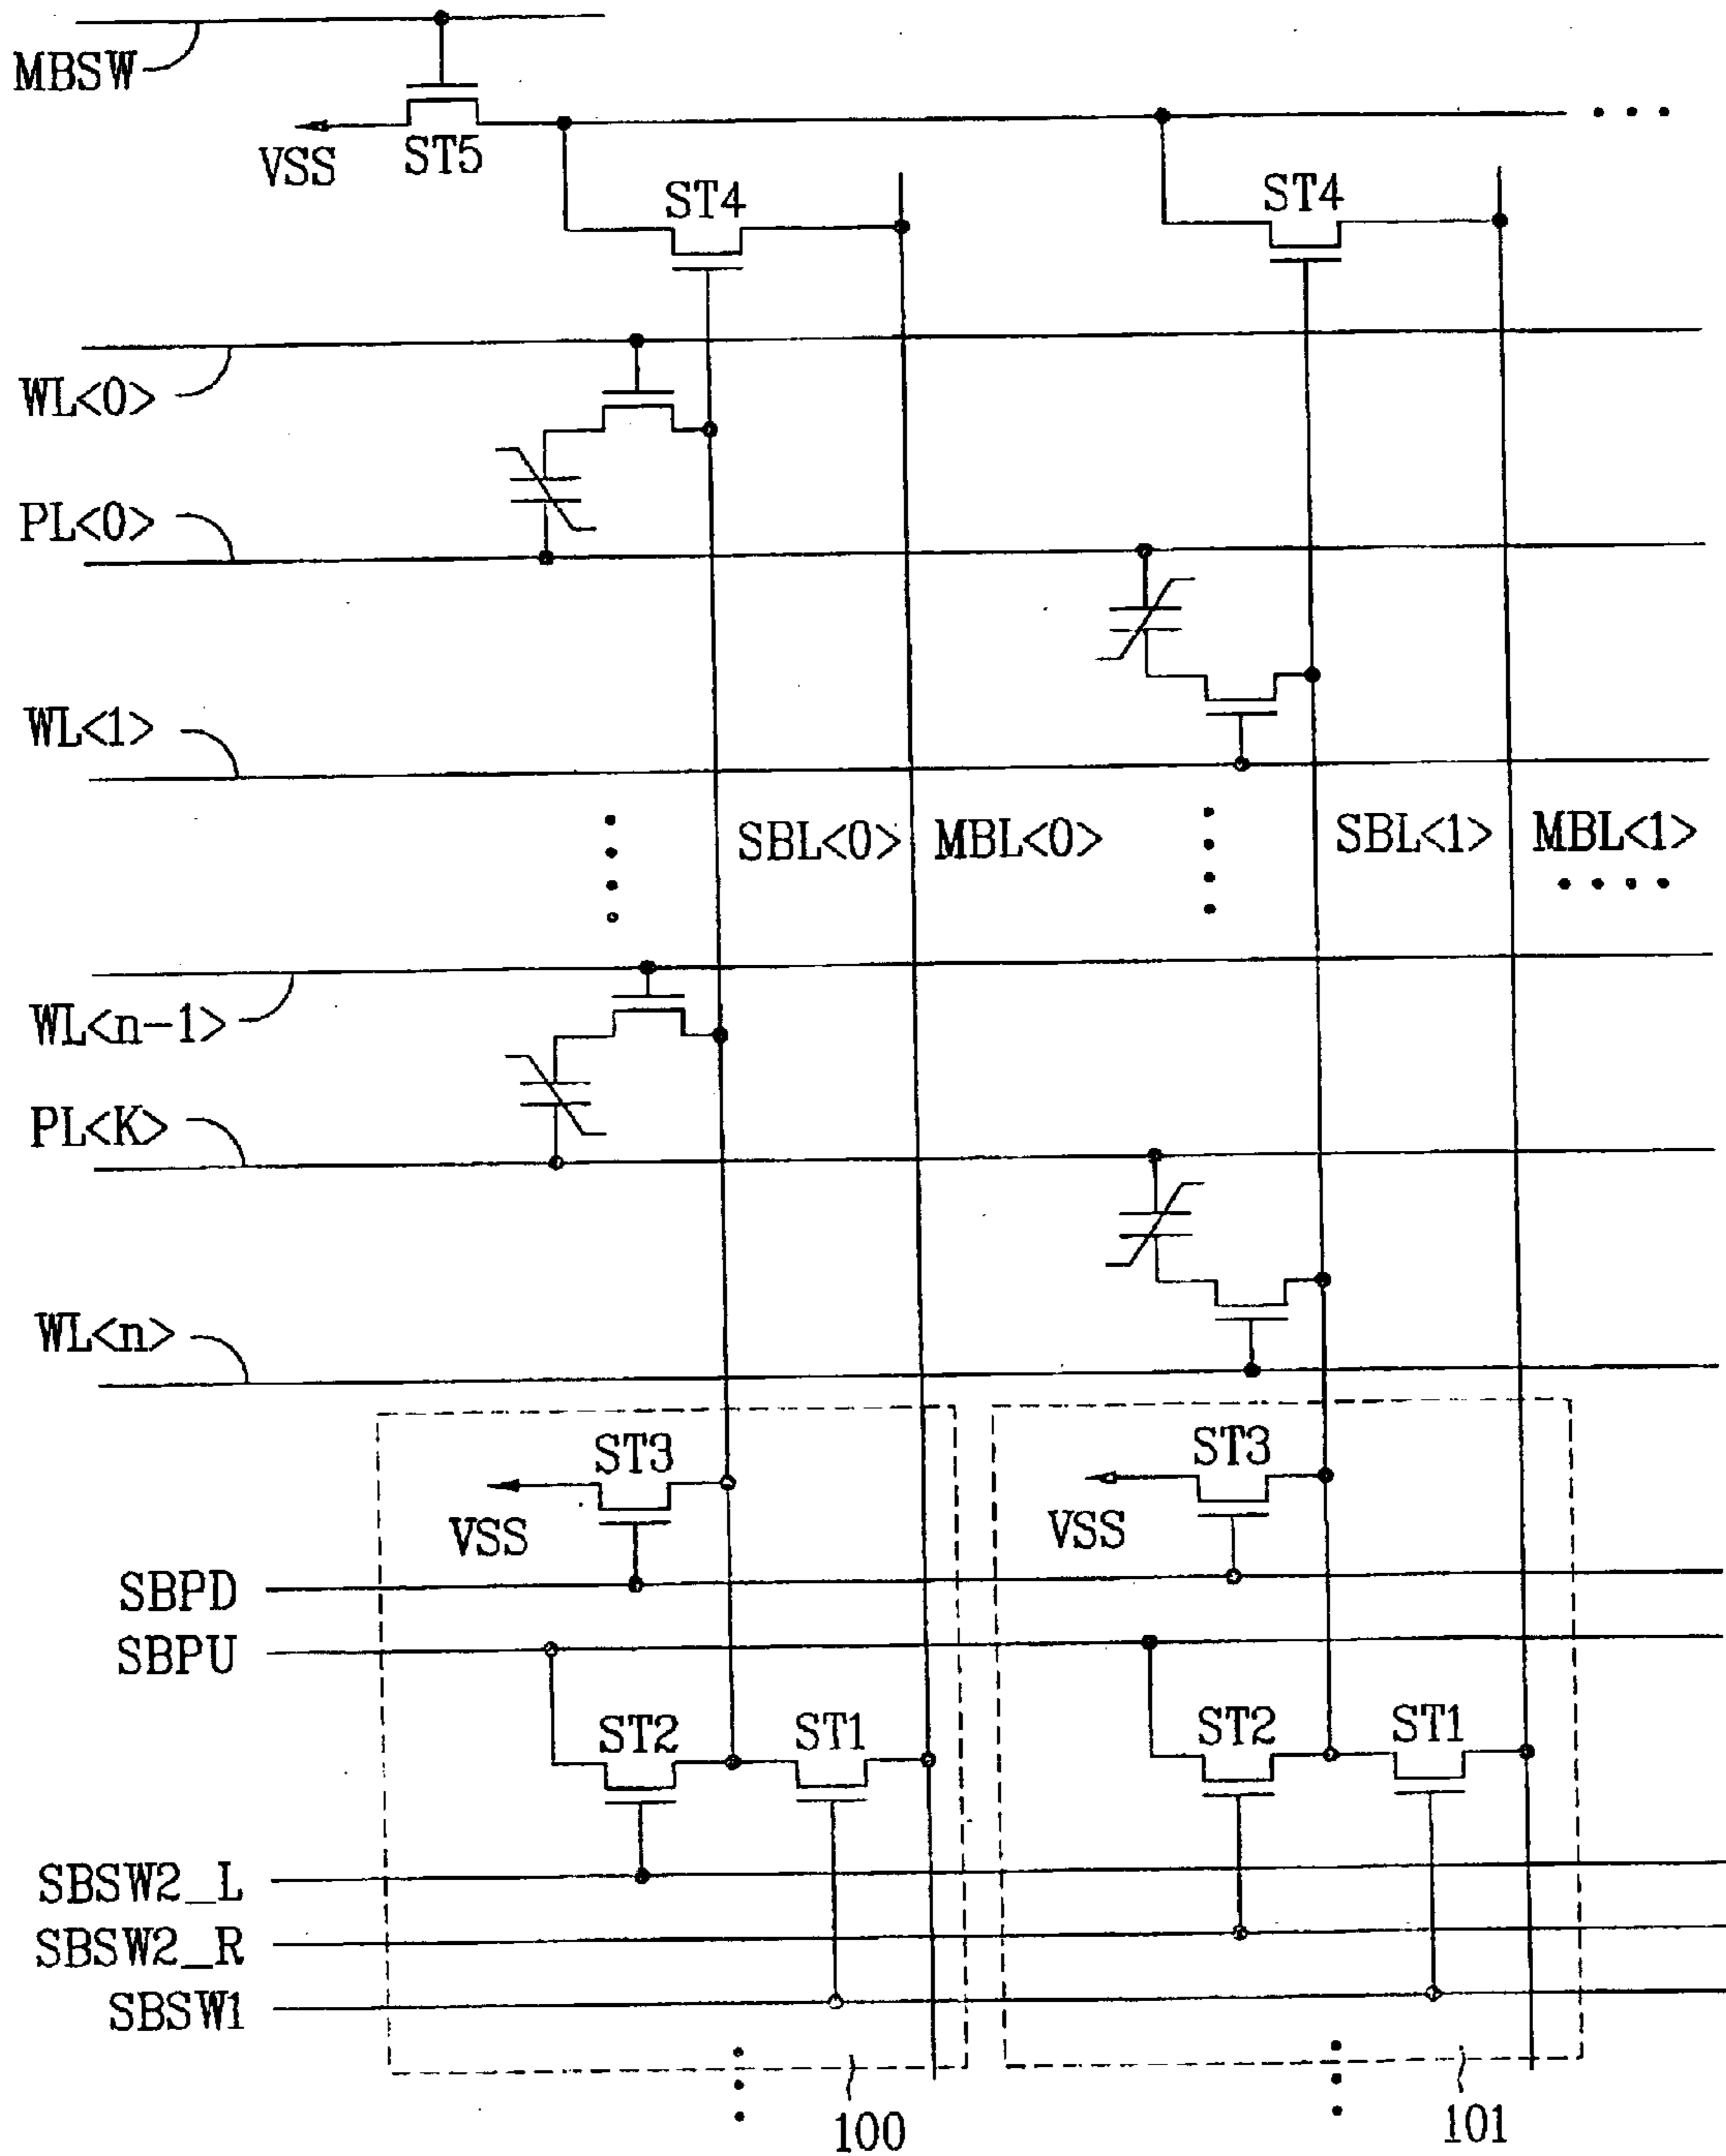 MBSW
VSS
ST5
ST4
ST4
WL<0>
PL<0>
WL<1>
SBL<0>
MBL<0>
SBL<1>
MBL<1>
WL<n-1>
PL<K>
WL<n>
ST3
ST3
VSS
VSS
SBPD
SBPU
ST2
ST1
ST2
ST1
SBSW2_L
SBSW2_R
SBSW1
100
101